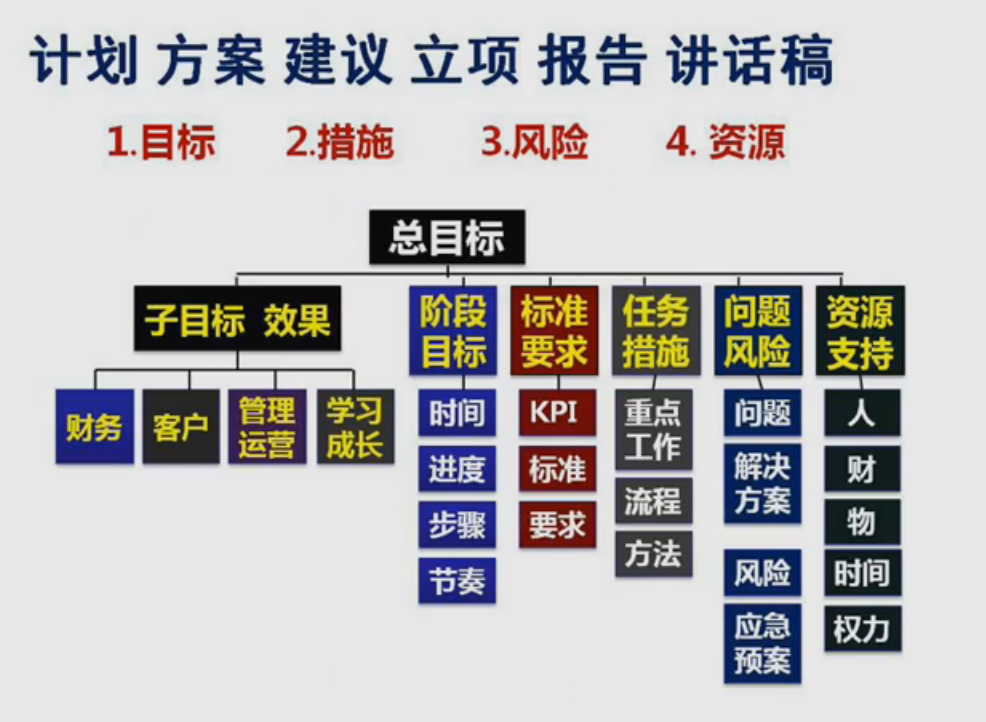 计划 方案 建议 立项 报告 讲话稿
1.目标 2.措施 3.风险 4. 资源
总目标
子目标 效果
财务
客户
管理
运营
学习
成长
阶段
目标
时间
进度
步骤
节奏
标准
要求
KPI
标准
要求
任务
措施
重点
工作
流程
方法
问题
风险
问题
解决
方案
风险
应急
预案
资源
支持
人
财
物
时间
权力